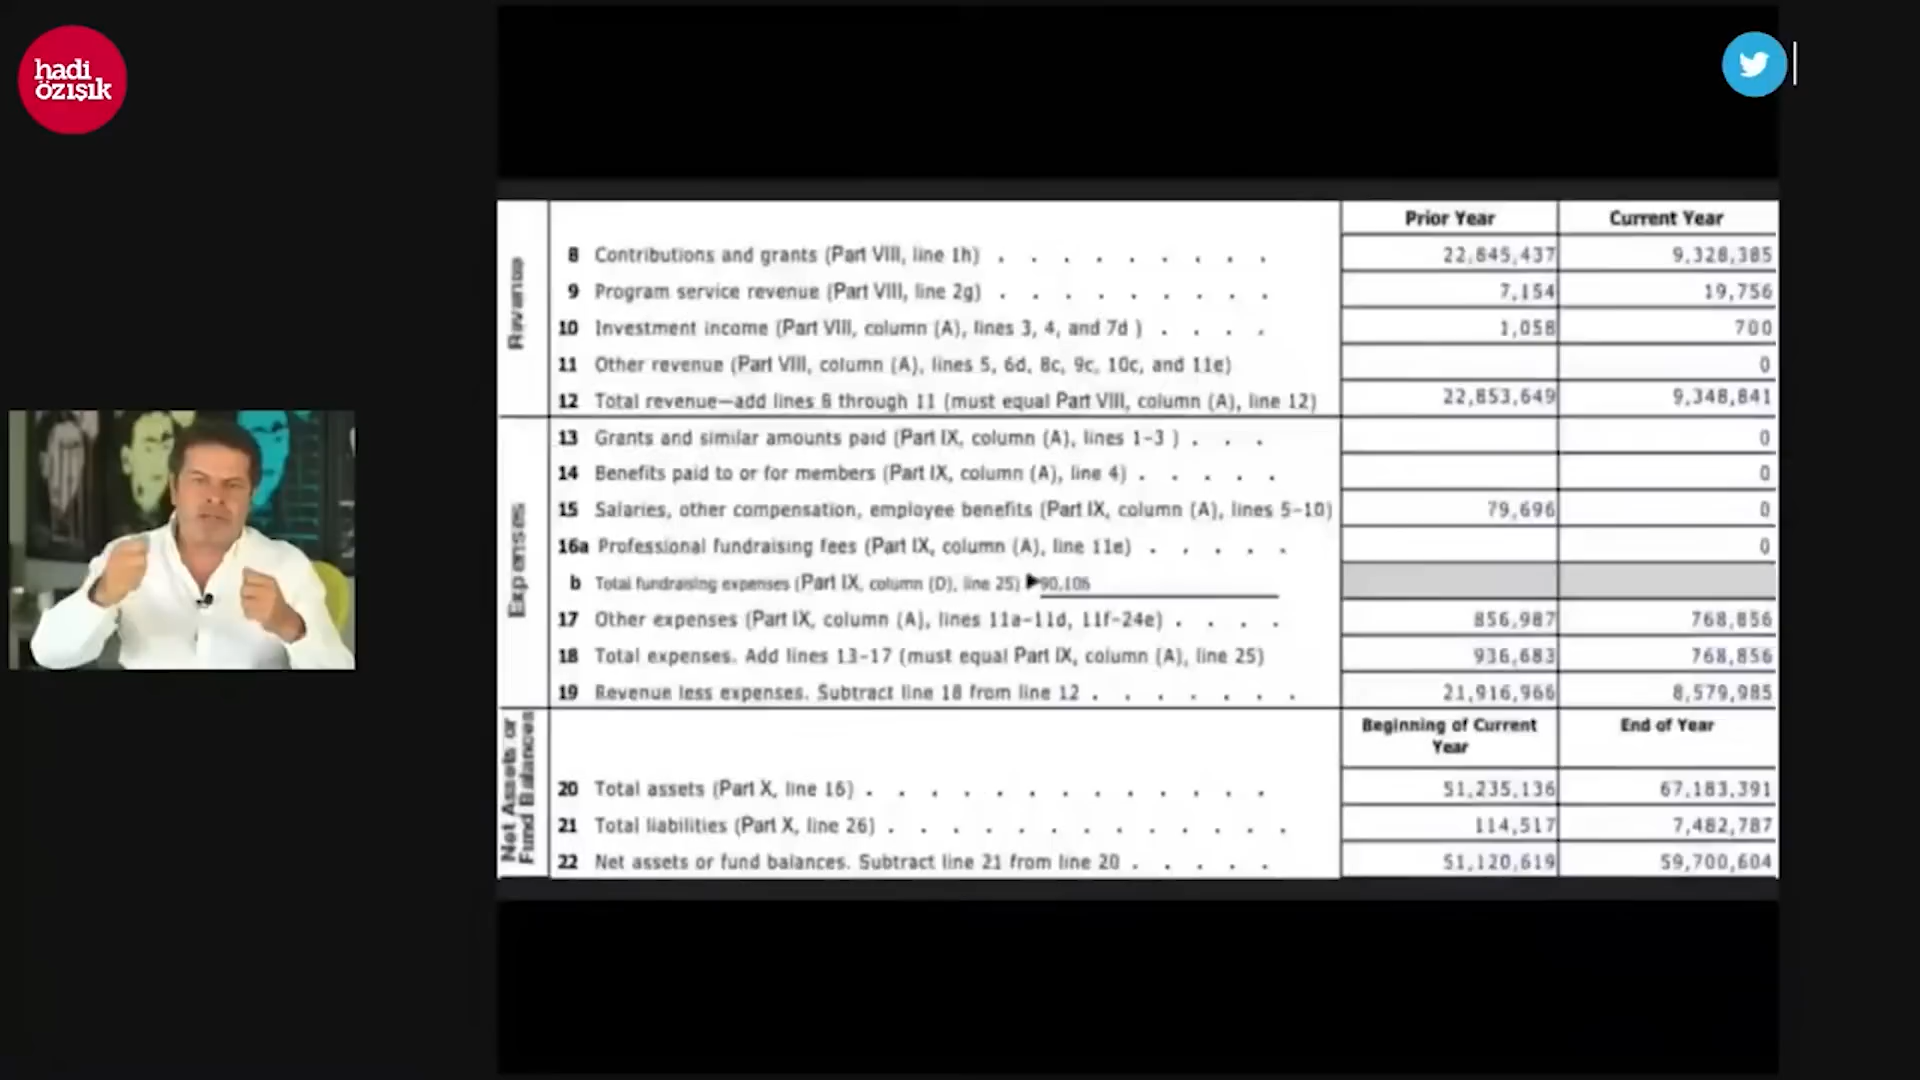 hadi
özışık
Prior Year Current Year
Revenue
8 Contributions and grants (Part VIII, line 1h) . . . . . . . . . 22,845,437 9,328,385
9 Program service revenue (Part VIII, line 2g) . . . . . . . . . 7,154 19,756
10 Investment income (Part VIII, column (A), lines 3, 4, and 7d ) . . . . 1,058 700
11 Other revenue (Part VIII, column (A), lines 5, 6d, 8c, 9c, 10c, and 11e) 0
12 Total revenue—add lines 8 through 11 (must equal Part VIII, column (A), line 12) 22,853,649 9,348,841
Expenses
13 Grants and similar amounts paid (Part IX, column (A), lines 1–3 ) . . . 0
14 Benefits paid to or for members (Part IX, column (A), line 4) . . . . . 0
15 Salaries, other compensation, employee benefits (Part IX, column (A), lines 5–10) 79,696 0
16a Professional fundraising fees (Part IX, column (A), line 11e) . . . . . 0
b Total fundraising expenses (Part IX, column (D), line 25) ▶90,106
17 Other expenses (Part IX, column (A), lines 11a–11d, 11f–24e) . . . . 856,987 768,856
18 Total expenses. Add lines 13–17 (must equal Part IX, column (A), line 25) 936,683 768,856
19 Revenue less expenses. Subtract line 18 from line 12 . . . . . . . 21,916,966 8,579,985
Net Assets or
Fund Balances
Beginning of Current End of Year
Year
20 Total assets (Part X, line 16) . . . . . . . . . . . . . 51,235,136 67,183,391
21 Total liabilities (Part X, line 26) . . . . . . . . . . . . . 114,517 7,482,787
22 Net assets or fund balances. Subtract line 21 from line 20 . . . . . 51,120,619 59,700,604